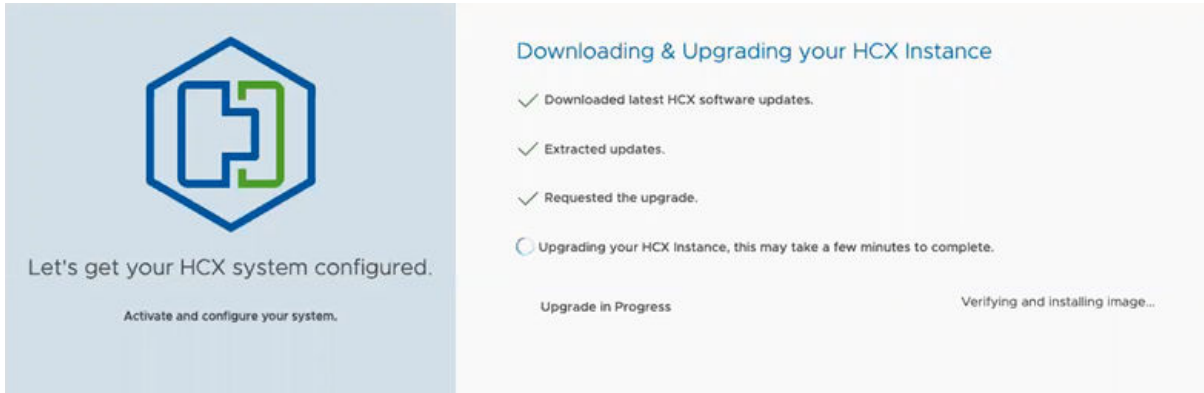 Let's get your HCX system configured.
Activate and configure your system.
Downloading & Upgrading your HCX Instance
Downloaded latest HCX software updates.
Extracted updates.
Requested the upgrade.
Upgrading your HCX Instance, this may take a few minutes to complete.
Upgrade in Progress
Verifying and installing image...